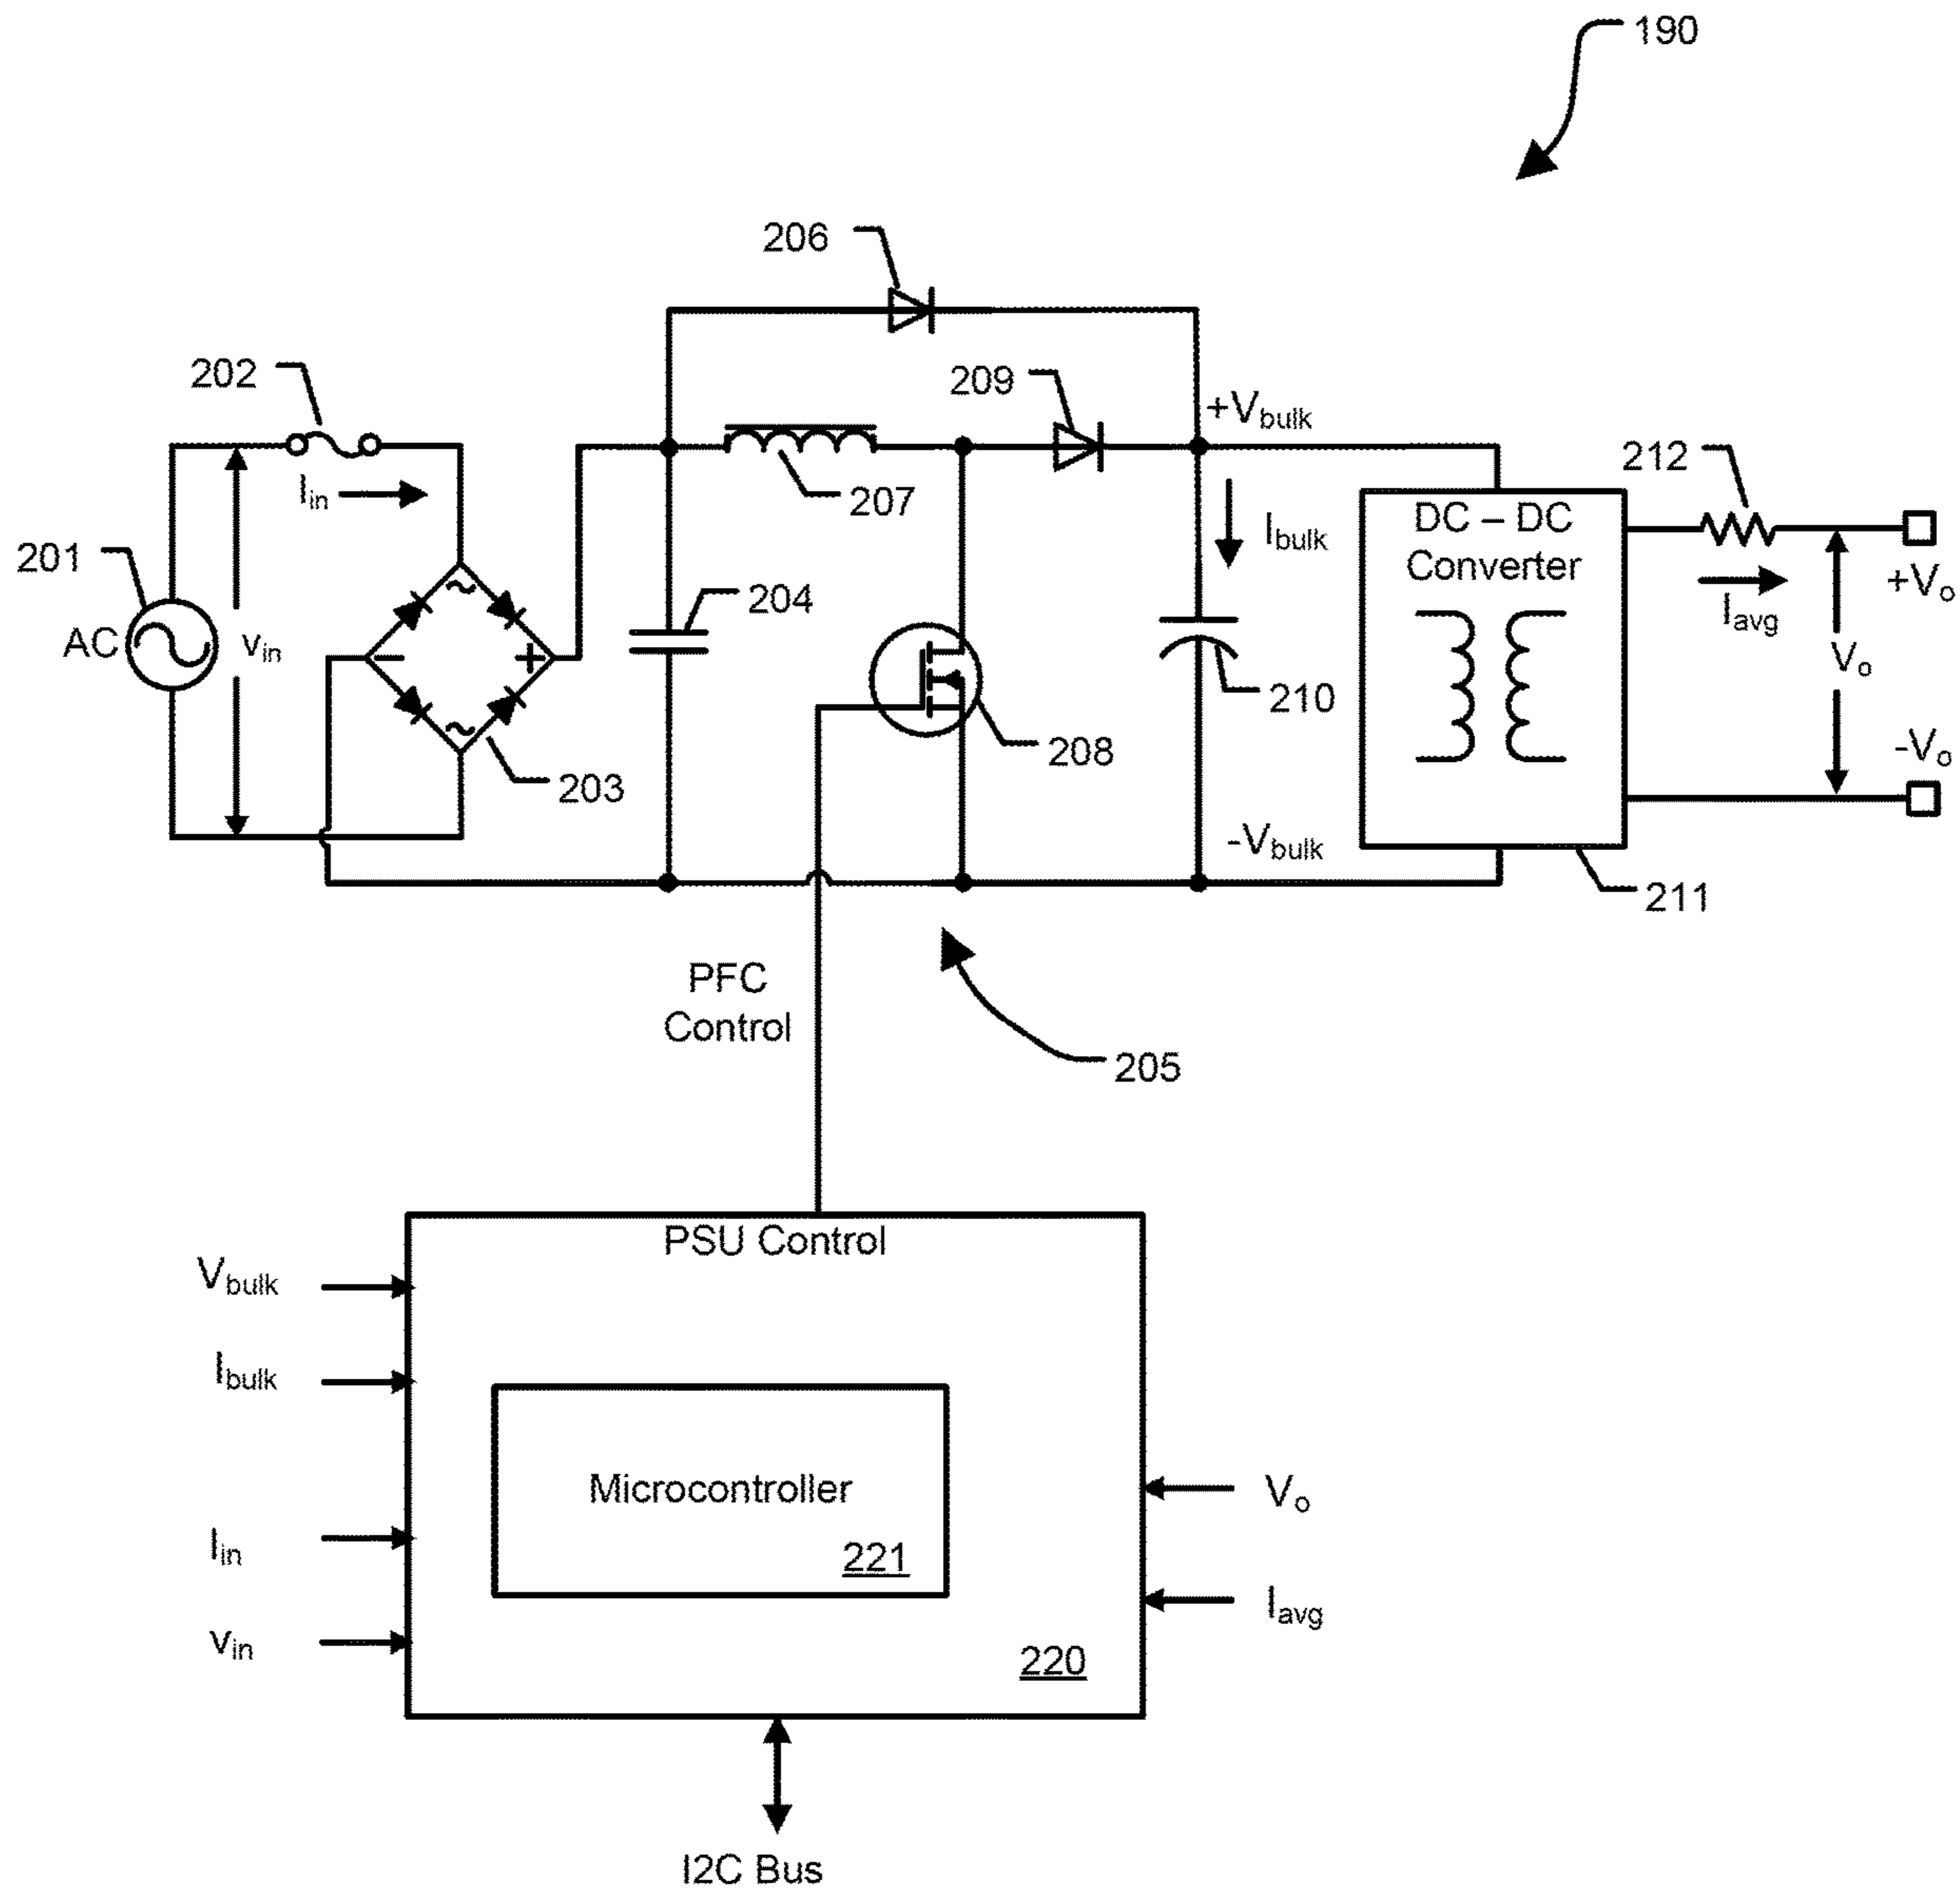 190
206
202
209
+Vbulk
212
207
Iin
DC – DC
Converter
Ibulk
201
+Vo
Iavg
204
AC
vin
Vo
210
208
-Vo
203
-Vbulk
211
PFC
Control
205
PSU Control
Vbulk
Ibulk
Microcontroller
Vo
221
Iin
Iavg
vin
220
I2C Bus